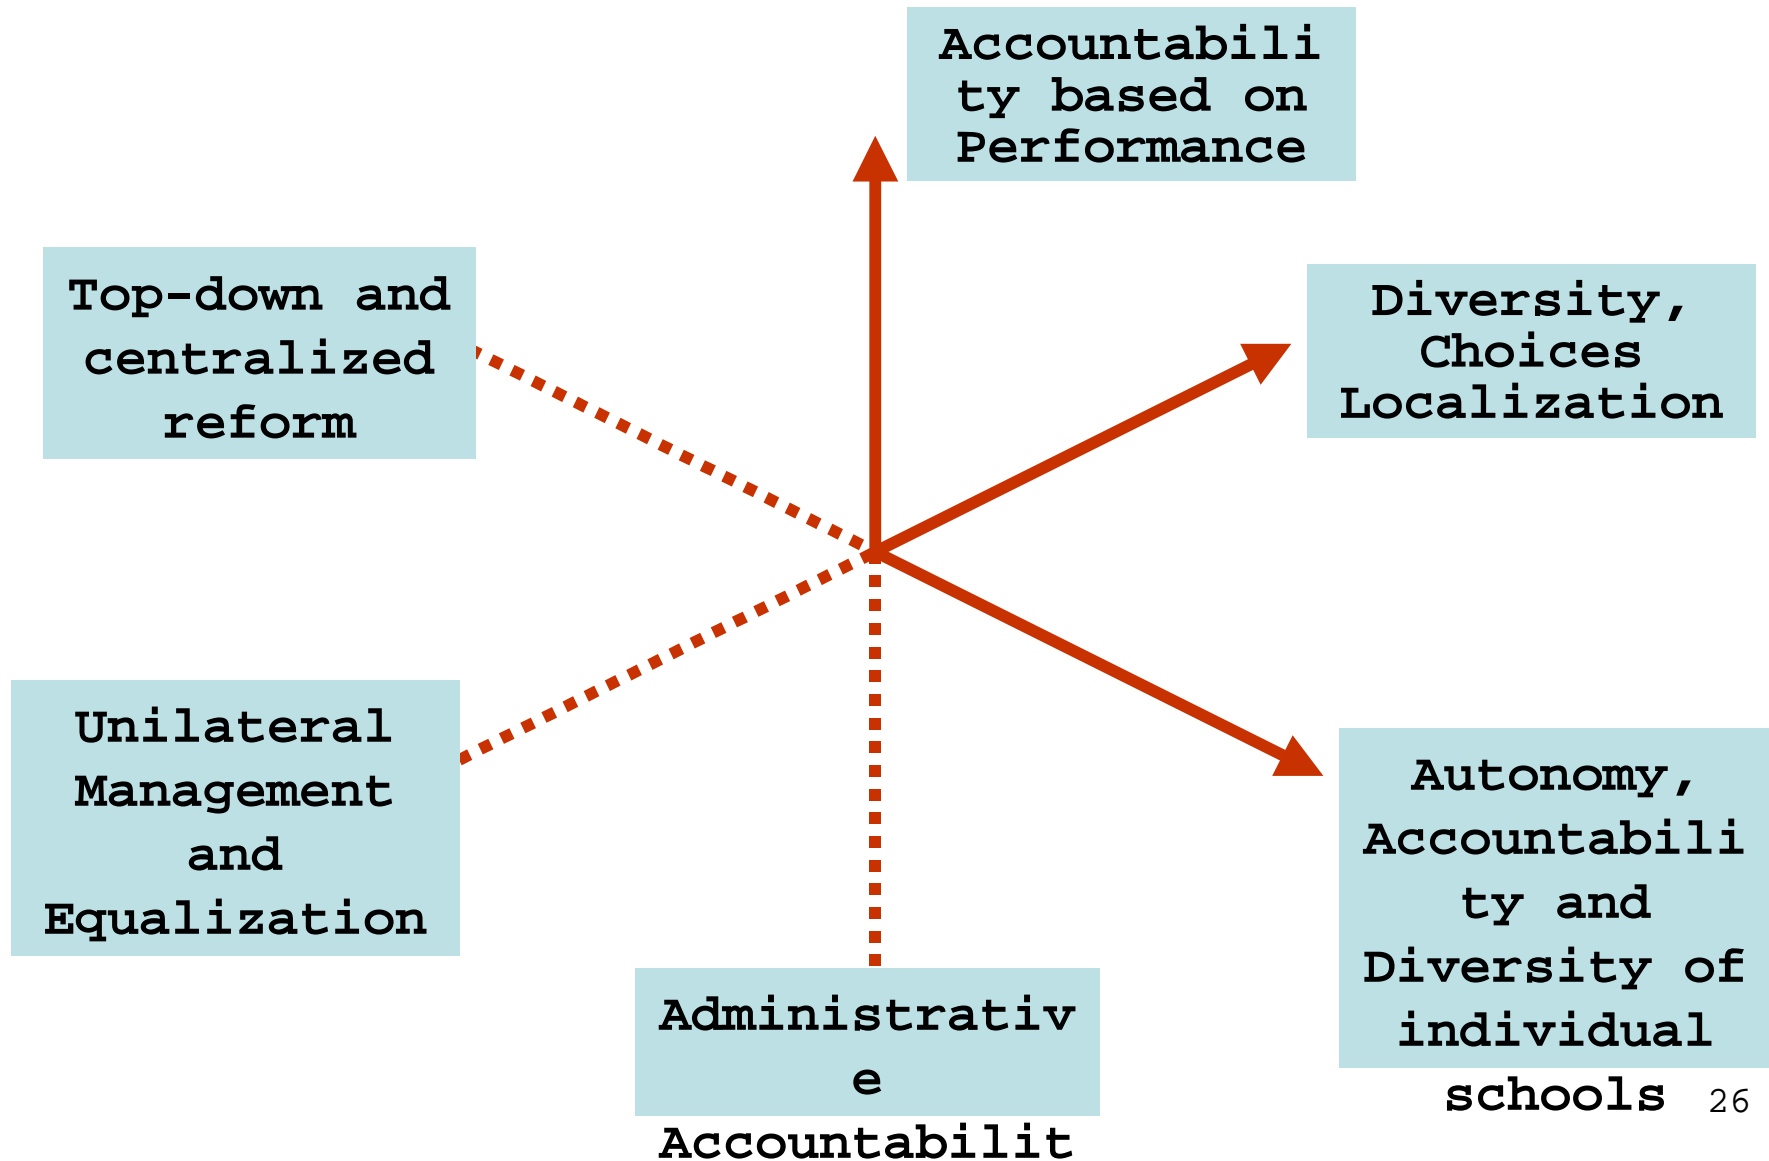 Accountabili
ty based on
Performance
Top-down and
centralized
reform
Diversity,
Choices
Localization
Unilateral
Management
and
Equalization
Autonomy,
Accountabili
ty and
Diversity of
individual
schools
Administrativ
e
Accountabilit
26